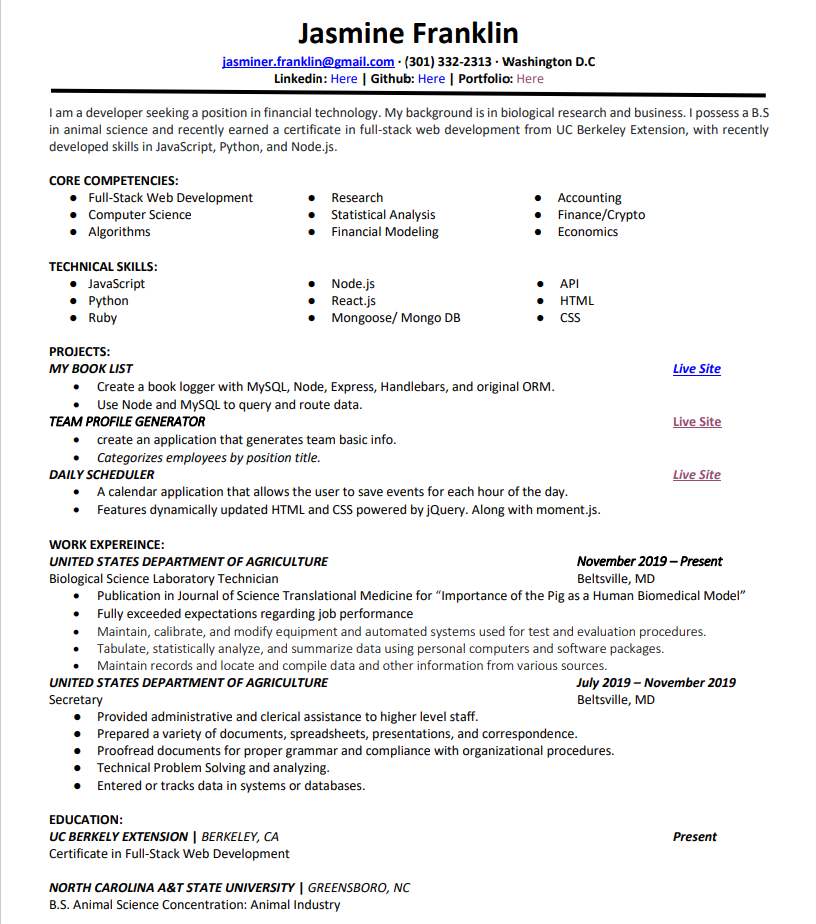 Jasmine Franklin
jasminer.franklin@gmail.com · (301) 332-2313 · Washington D.C
Linkedin: Here | Github: Here | Portfolio: Here
I am a developer seeking a position in financial technology. My background is in biological research and business. I possess a B.S
in animal science and recently earned a certificate in full-stack web development from UC Berkeley Extension, with recently
developed skills in JavaScript, Python, and Node.js.
CORE COMPETENCIES:
● Full-Stack Web Development ● Research ● Accounting
● Computer Science ● Statistical Analysis ● Finance/Crypto
● Algorithms ● Financial Modeling ● Economics
TECHNICAL SKILLS:
● JavaScript ● Node.js ● API
● Python ● React.js ● HTML
● Ruby ● Mongoose/ Mongo DB ● CSS
PROJECTS:
MY BOOK LIST Live Site
• Create a book logger with MySQL, Node, Express, Handlebars, and original ORM.
• Use Node and MySQL to query and route data.
TEAM PROFILE GENERATOR Live Site
• create an application that generates team basic info.
• Categorizes employees by position title.
DAILY SCHEDULER Live Site
• A calendar application that allows the user to save events for each hour of the day.
• Features dynamically updated HTML and CSS powered by jQuery. Along with moment.js.
WORK EXPEREINCE:
UNITED STATES DEPARTMENT OF AGRICULTURE November 2019 – Present
Biological Science Laboratory Technician Beltsville, MD
• Publication in Journal of Science Translational Medicine for “Importance of the Pig as a Human Biomedical Model”
• Fully exceeded expectations regarding job performance
• Maintain, calibrate, and modify equipment and automated systems used for test and evaluation procedures.
• Tabulate, statistically analyze, and summarize data using personal computers and software packages.
• Maintain records and locate and compile data and other information from various sources.
UNITED STATES DEPARTMENT OF AGRICULTURE July 2019 – November 2019
Secretary Beltsville, MD
● Provided administrative and clerical assistance to higher level staff.
● Prepared a variety of documents, spreadsheets, presentations, and correspondence.
● Proofread documents for proper grammar and compliance with organizational procedures.
● Technical Problem Solving and analyzing.
● Entered or tracks data in systems or databases.
EDUCATION:
UC BERKELY EXTENSION | BERKELEY, CA Present
Certificate in Full-Stack Web Development
NORTH CAROLINA A&T STATE UNIVERSITY | GREENSBORO, NC
B.S. Animal Science Concentration: Animal Industry